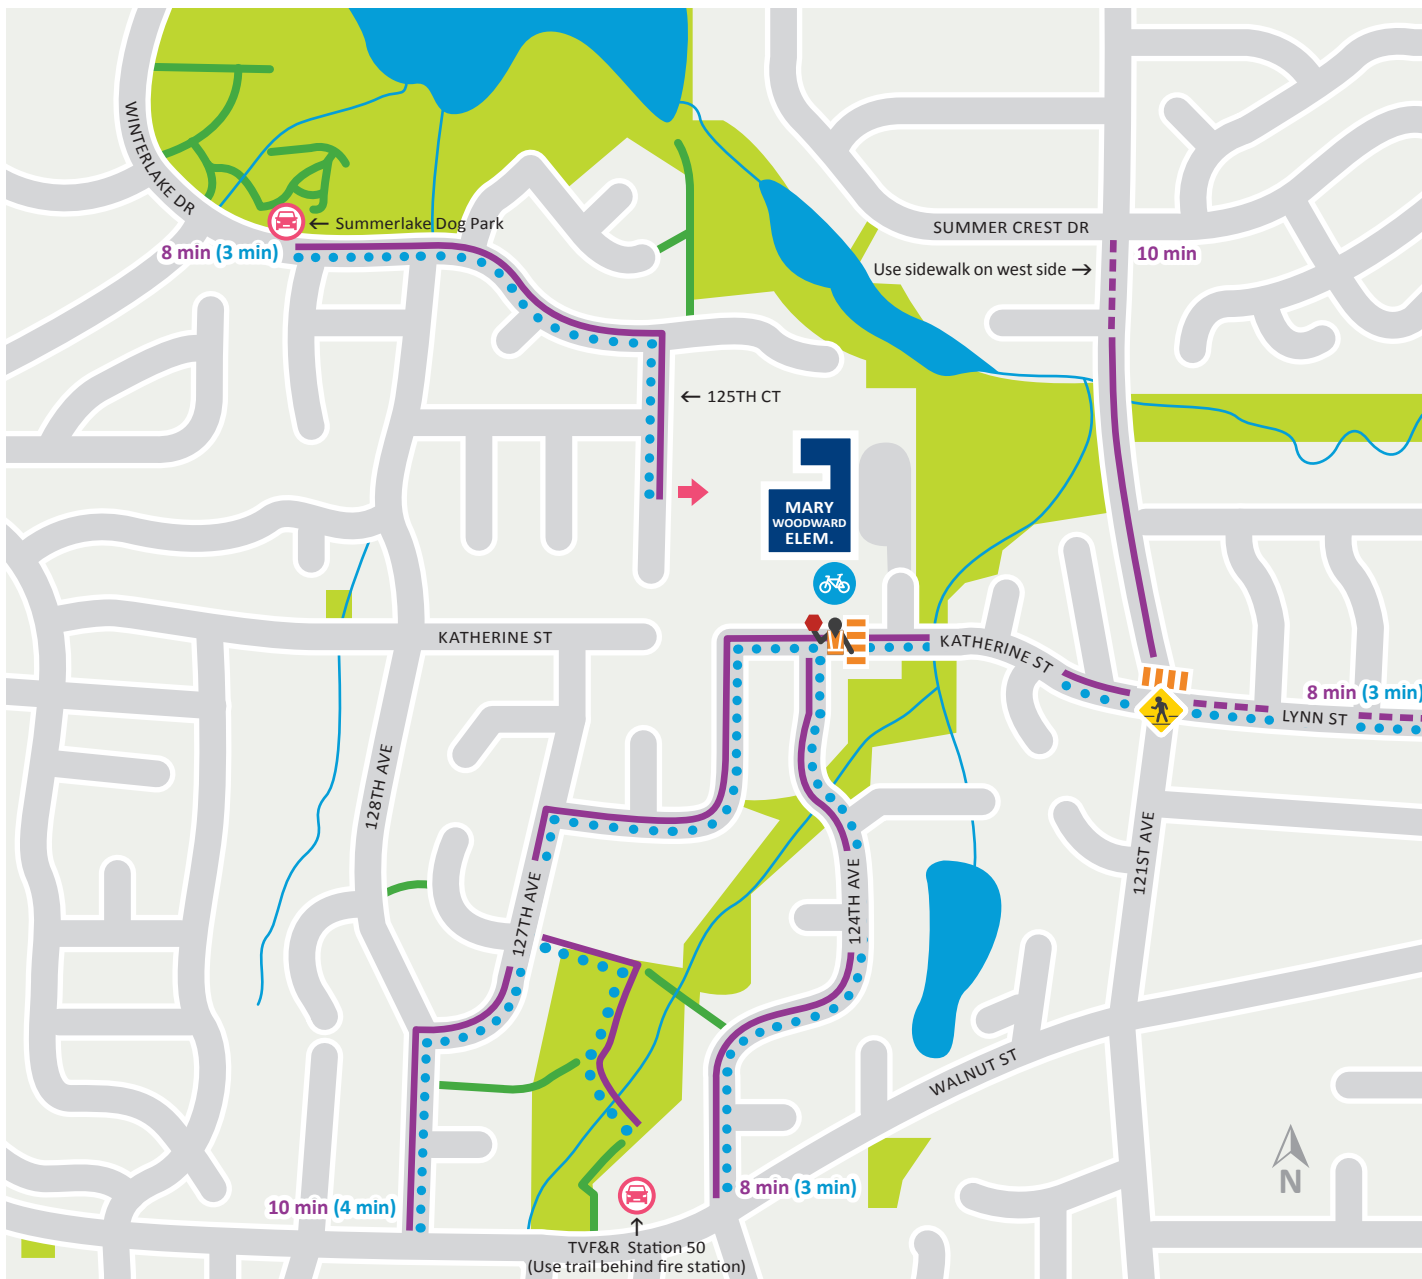 WINTERLAKE DR
← Summerlake Dog Park
8 min (3 min)
SUMMER CREST DR
Use sidewalk on west side →
10 min
← 125TH CT
MARY
WOODWARD
ELEM.
KATHERINE ST
KATHERINE ST
8 min (3 min)
LYNN ST
128TH AVE
121ST AVE
127TH AVE
124TH AVE
WALNUT ST
N
10 min (4 min)
8 min (3 min)
TVF&R Station 50
(Use trail behind fire station)